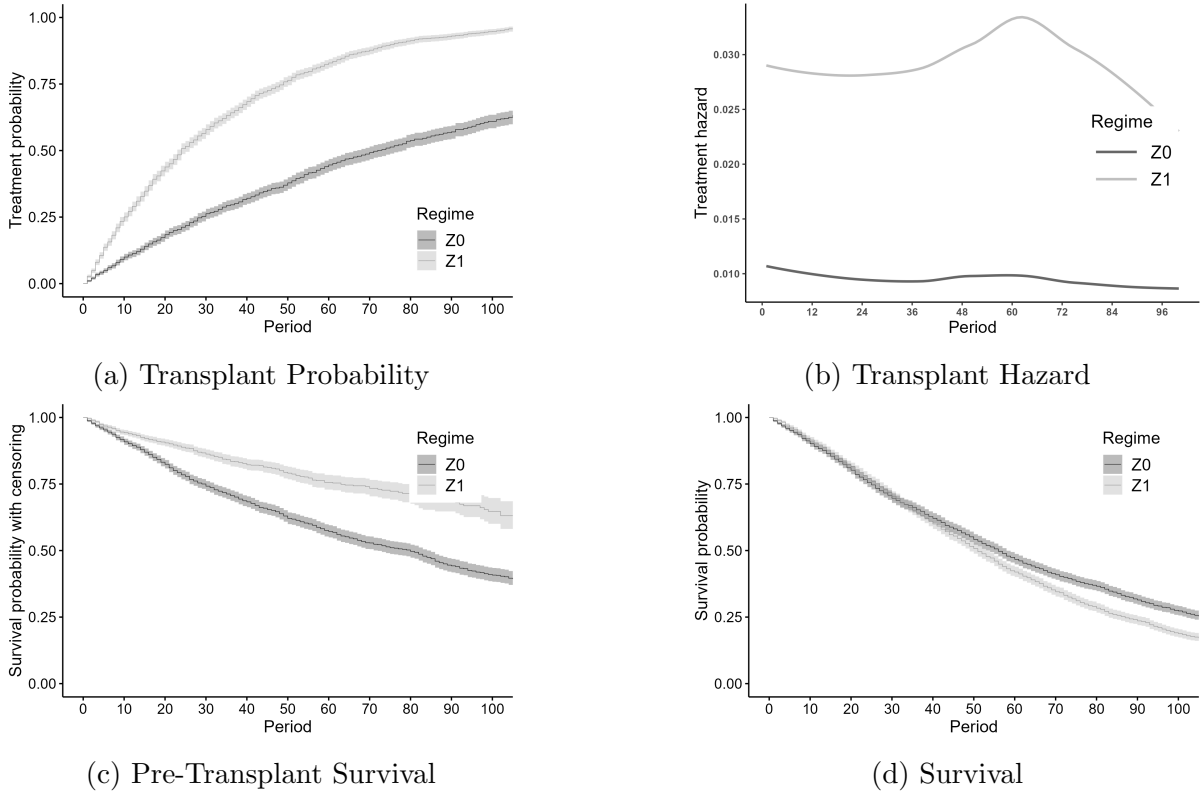 Treatment probability
1.00
0.75
0.50
0.25
0.00
Regime
Z0
Z1
0 10 20 30 40 50 60 70 80 90 100
Period
(a) Transplant Probability
Treatment hazard
0.030
0.025
0.020
0.015
0.010
Regime
Z0
Z1
0 12 24 36 48 60 72 84 96
Period
(b) Transplant Hazard
Survival probability with censoring
1.00
0.75
0.50
0.25
0.00
Regime
Z0
Z1
0 10 20 30 40 50 60 70 80 90 100
Period
(c) Pre-Transplant Survival
Survival probability
1.00
0.75
0.50
0.25
0.00
Regime
Z0
Z1
0 10 20 30 40 50 60 70 80 90 100
Period
(d) Survival